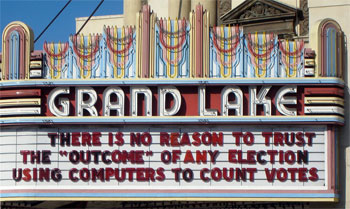 GRAND LAKE
THERE IS NO REASON TO TRUST
THE "OUTCOME" OF ANY ELECTION
USING COMPUTERS TO COUNT VOTES